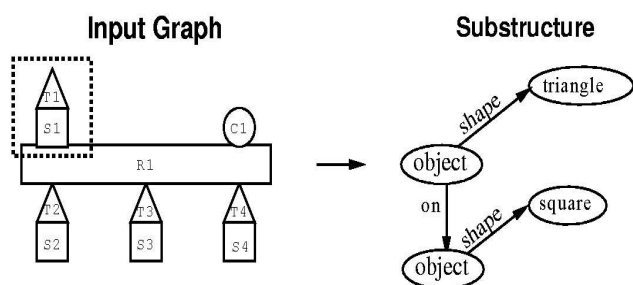 Input Graph
Substructure
T1
S1
C1
R1
T2
T3
T4
S2
S3
S4
triangle
shape
object
on
square
shape
object